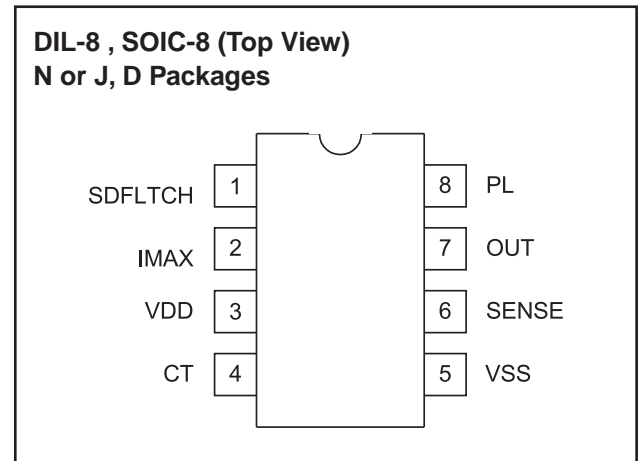 DIL-8 , SOIC-8 (Top View)
N or J, D Packages
SDFLTCH 1 8 PL
IMAX 2 7 OUT
VDD 3 6 SENSE
CT 4 5 VSS